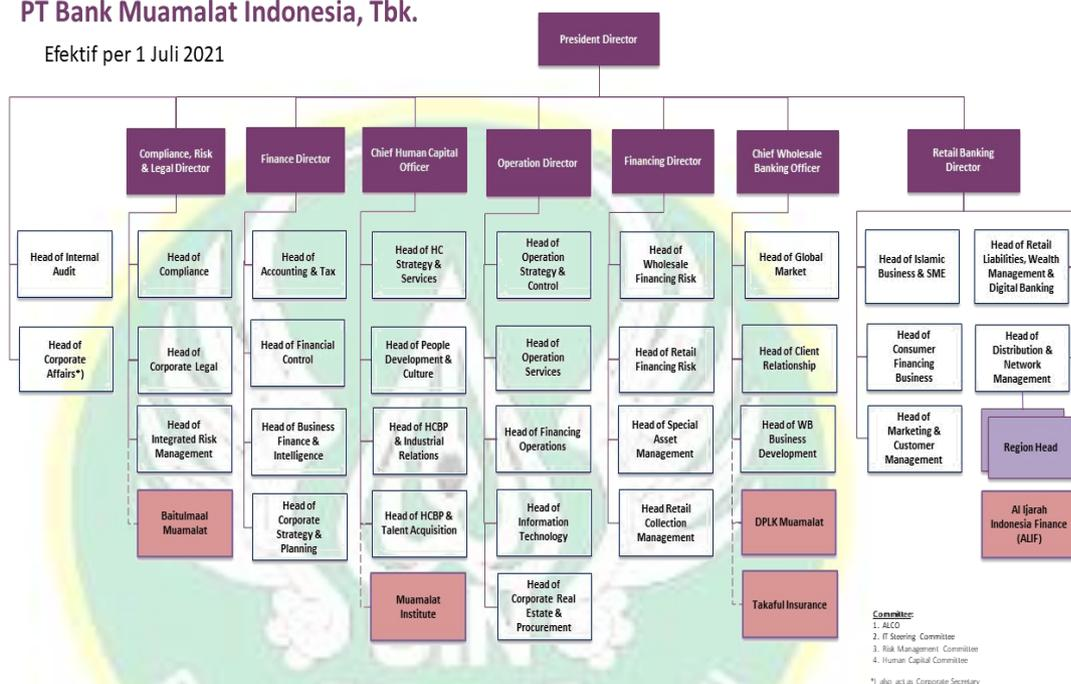 PT Bank Muamalat Indonesia, Tbk.
Efektif per 1 Juli 2021
President Director
Compliance, Risk
& Legal Director
Finance Director
Chief Human Capital
Officer
Operation Director
Financing Director
Chief Wholesale
Banking Officer
Retail Banking
Director
Head of Internal
Audit
Head of
Corporate
Affairs*)
Head of
Compliance
Head of
Corporate Legal
Head of
Integrated Risk
Management
Baitulmaal
Muamalat
Head of
Accounting & Tax
Head of Financial
Control
Head of Business
Finance &
Intelligence
Head of
Corporate
Strategy &
Planning
Head of HC
Strategy &
Services
Head of People
Development &
Culture
Head of HCBP
& Industrial
Relations
Head of HCBP &
Talent Acquisition
Muamalat
Institute
Head of
Operation
Strategy &
Control
Head of
Operation
Services
Head of Financing
Operations
Head of
Information
Technology
Head of
Corporate Real
Estate &
Procurement
Head of
Wholesale
Financing Risk
Head of Retail
Financing Risk
Head of Special
Asset
Management
Head Retail
Collection
Management
Head of Global
Market
Head of Client
Relationship
Head of WB
Business
Development
DPLK Muamalat
Takaful Insurance
Head of Islamic
Business & SME
Head of
Consumer
Financing
Business
Head of
Marketing &
Customer
Management
Head of Retail
Liabilities, Wealth
Management &
Digital Banking
Head of
Distribution &
Network
Management
Region Head
Al Ijarah
Indonesia Finance
(ALIF)
Committee:
1. ALCO
2. IT Steering Committee
3. Risk Management Committee
4. Human Capital Committee
*) also act as Corporate Secretary